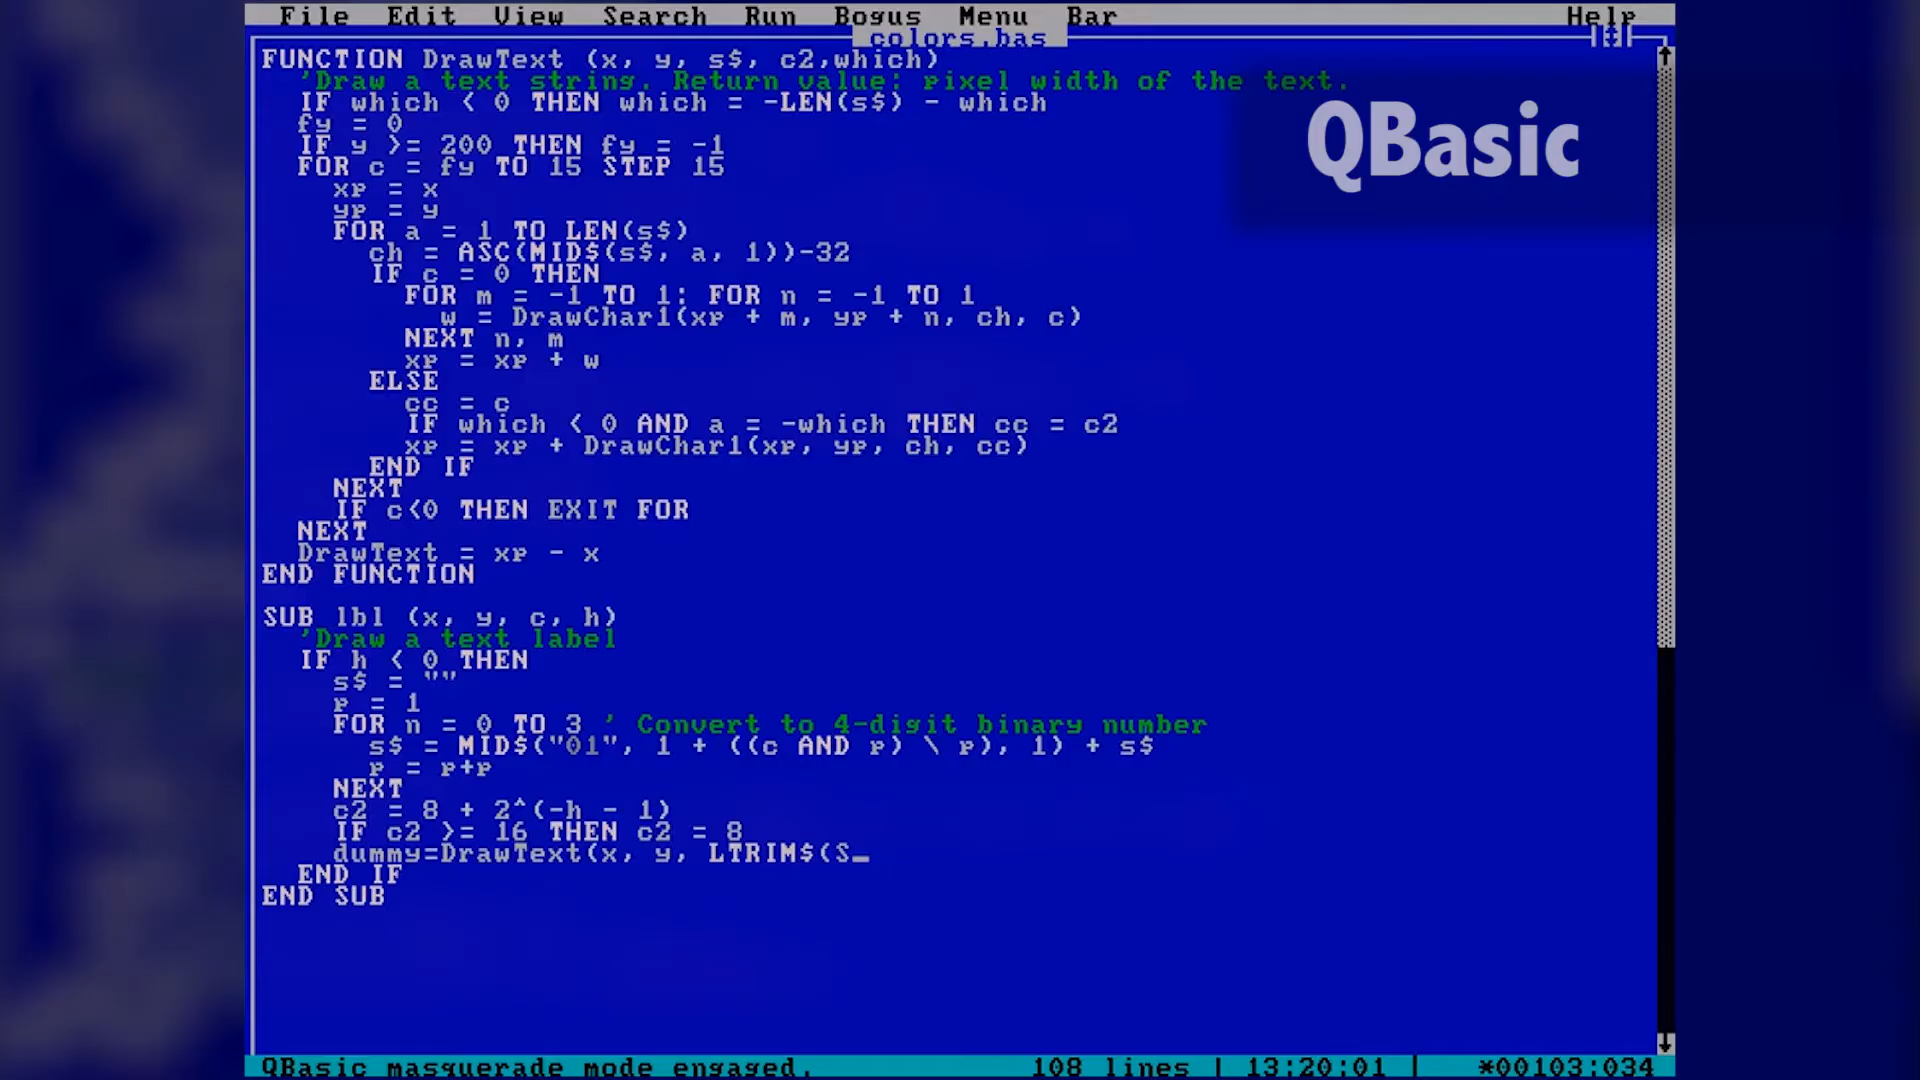 File Edit View Search Run Bogus Menu Bar Help
colors.bas
FUNCTION DrawText (x, y, s$, c2,which)
'Draw a text string. Return value: pixel width of the text.
IF which < 0 THEN which = -LEN(s$) - which
fy = 0
IF y >= 200 THEN fy = -1
FOR c = fy TO 15 STEP 15
xp = x
yp = y
FOR a = 1 TO LEN(s$)
ch = ASC(MID$(s$, a, 1))-32
IF c = 0 THEN
FOR m = -1 TO 1: FOR n = -1 TO 1
w = DrawChar1(xp + m, yp + n, ch, c)
NEXT n, m
xp = xp + w
ELSE
cc = c
IF which < 0 AND a = -which THEN cc = c2
xp = xp + DrawChar1(xp, yp, ch, cc)
END IF
NEXT
IF c<0 THEN EXIT FOR
NEXT
DrawText = xp - x
END FUNCTION
SUB lbl (x, y, c, h)
'Draw a text label
IF h < 0 THEN
s$ = ""
p = 1
FOR n = 0 TO 3 ' Convert to 4-digit binary number
s$ = MID$("01", 1 + ((c AND p) \ p), 1) + s$
p = p+p
NEXT
c2 = 8 + 2^(-h - 1)
IF c2 >= 16 THEN c2 = 8
dummy=DrawText(x, y, LTRIM$(S_
END IF
END SUB
QBasic
QBasic masquerade mode engaged. 108 lines | 13:20:01 | *00103:034